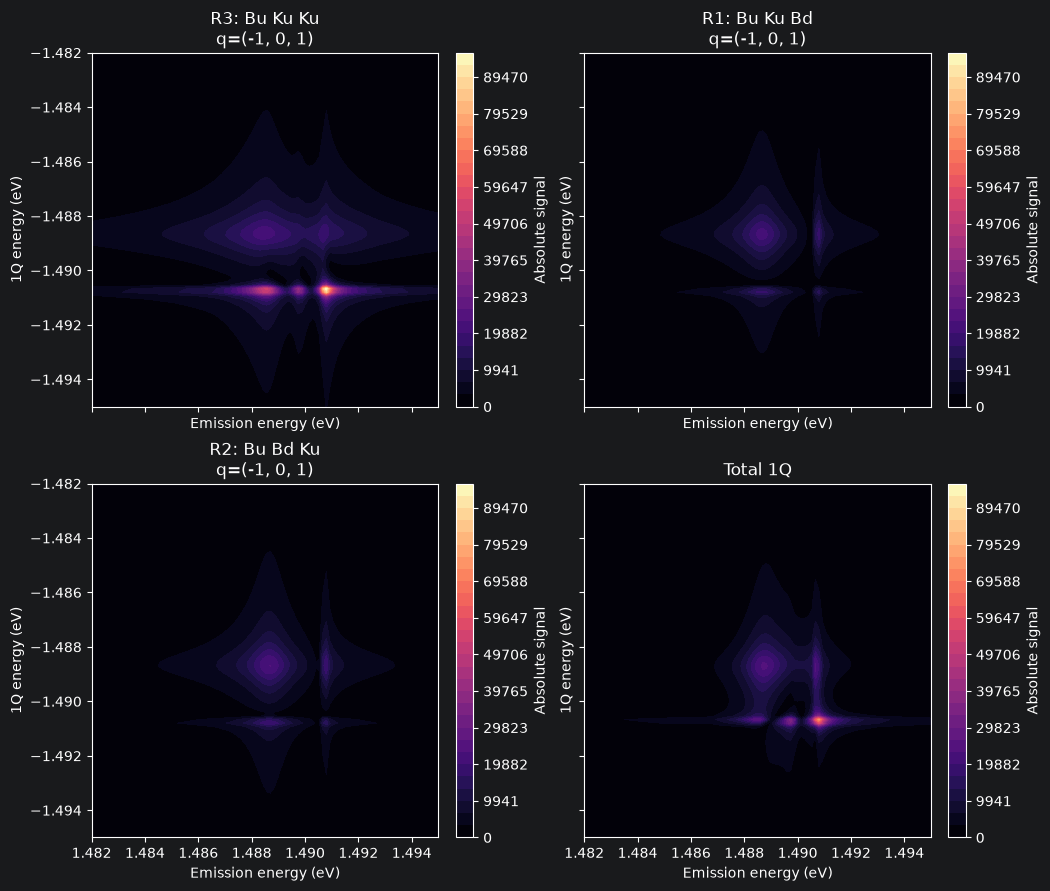 R3: Bu Ku Ku
q=(-1, 0, 1)
−1.482
−1.484
−1.486
−1.488
−1.490
−1.492
−1.494
1Q energy (eV)
Emission energy (eV)
89470
79529
69588
59647
49706
39765
29823
19882
9941
0
Absolute signal
R1: Bu Ku Bd
q=(-1, 0, 1)
1Q energy (eV)
Emission energy (eV)
89470
79529
69588
59647
49706
39765
29823
19882
9941
0
Absolute signal
R2: Bu Bd Ku
q=(-1, 0, 1)
−1.482
−1.484
−1.486
−1.488
−1.490
−1.492
−1.494
1Q energy (eV)
1.482 1.484 1.486 1.488 1.490 1.492 1.494
Emission energy (eV)
89470
79529
69588
59647
49706
39765
29823
19882
9941
0
Absolute signal
Total 1Q
1Q energy (eV)
1.482 1.484 1.486 1.488 1.490 1.492 1.494
Emission energy (eV)
89470
79529
69588
59647
49706
39765
29823
19882
9941
0
Absolute signal